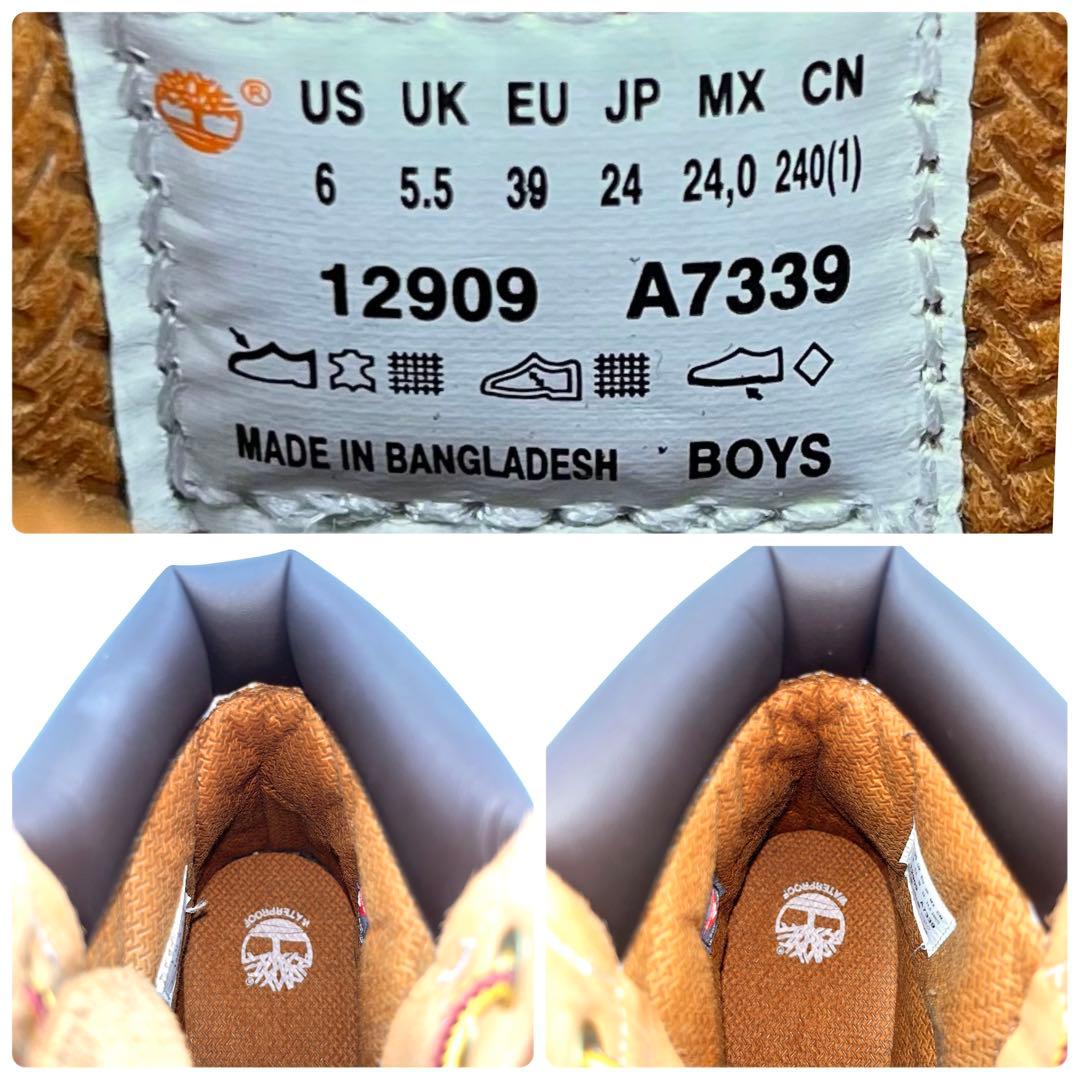 ® US UK EU JP MX CN
6 5.5 39 24 24,0 240(1)
12909 A7339
MADE IN BANGLADESH BOYS
WATERPROOF
®
WATERPROOF
®